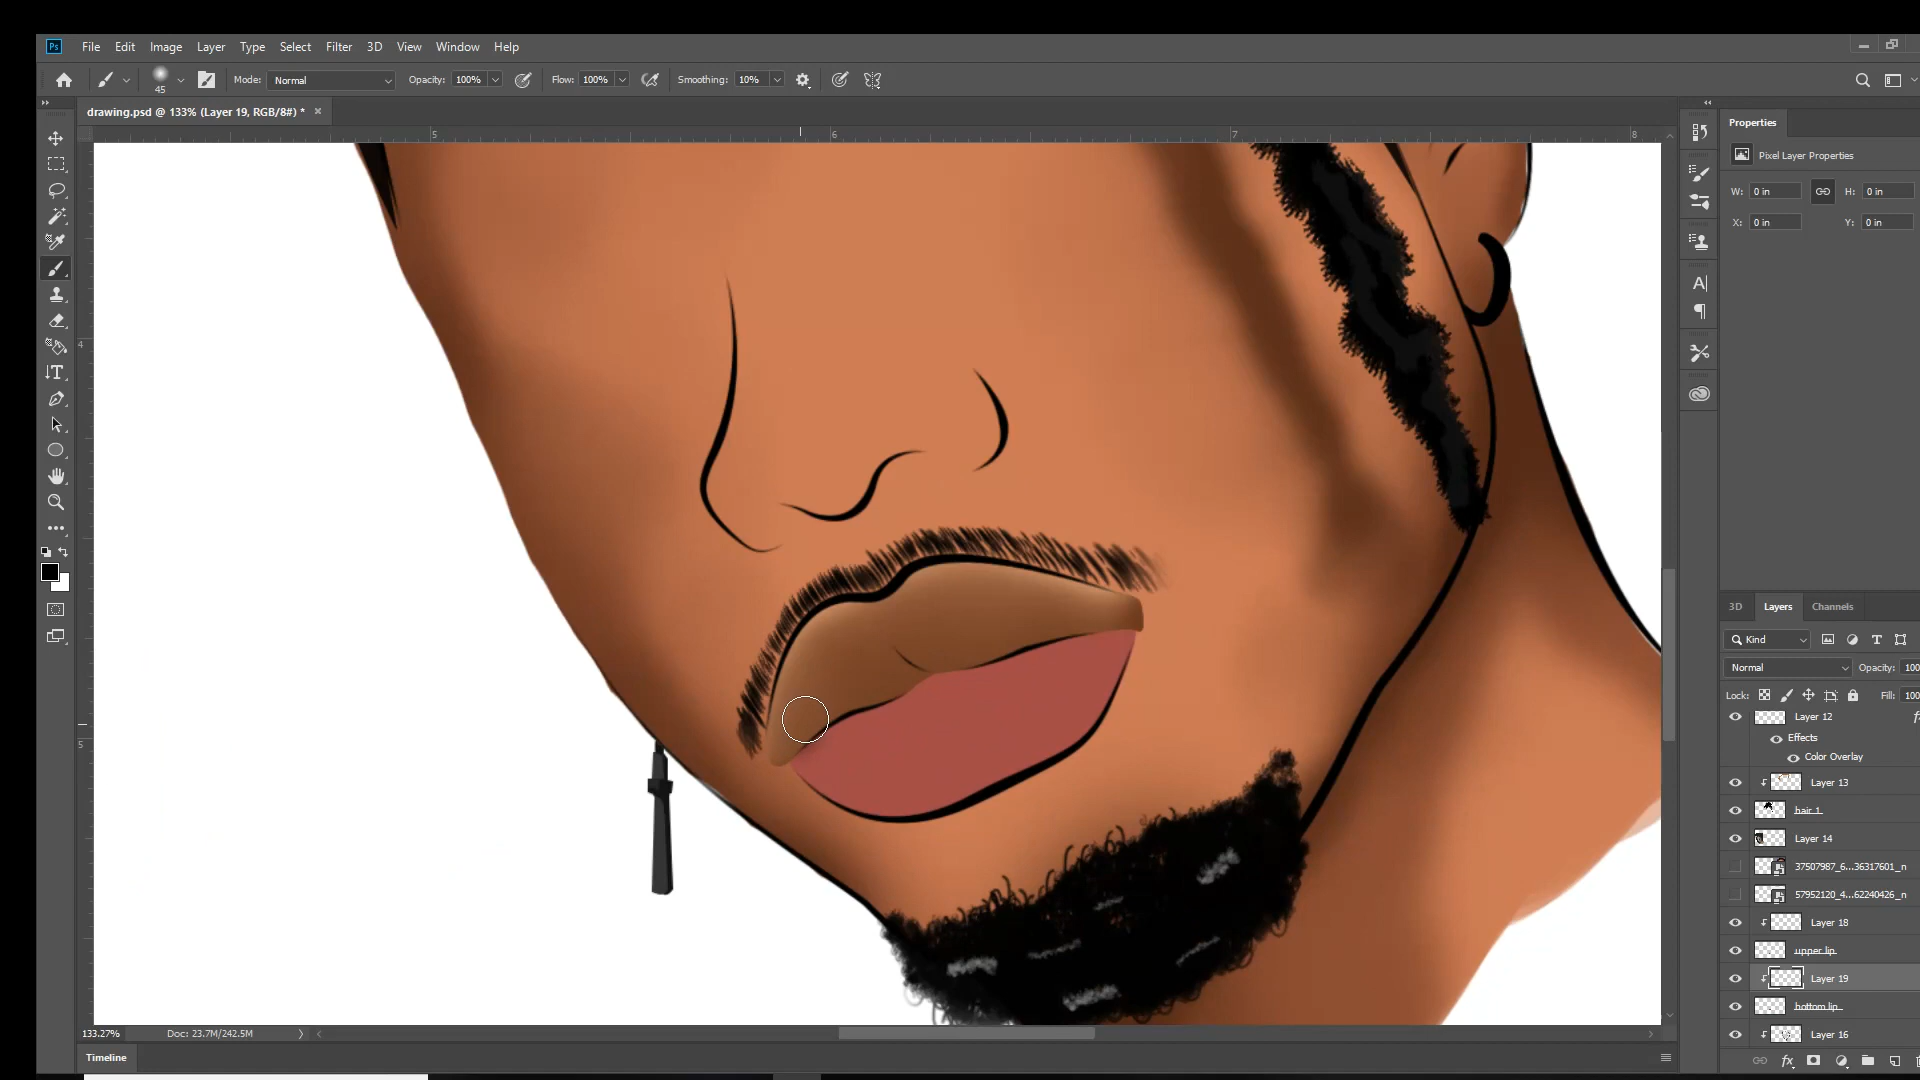 Ps File Edit Image Layer Type Select Filter 3D View Window Help
45 Mode: Normal Opacity: 100% Flow: 100% Smoothing: 10%
drawing.psd @ 133% (Layer 19, RGB/8#) *
5 6 7 8
4
5
Properties
Pixel Layer Properties
W: 0 in H: 0 in
X: 0 in Y: 0 in
3D Layers Channels
Kind
Normal Opacity: 100
Lock: Fill: 100
Layer 12
Effects
Color Overlay
Layer 13
hair 1
Layer 14
37507987_6...36317601_n
57952120_4...62240426_n
Layer 18
upper lip
Layer 19
bottom lip
Layer 16
133.27% Doc: 23.7M/242.5M
Timeline